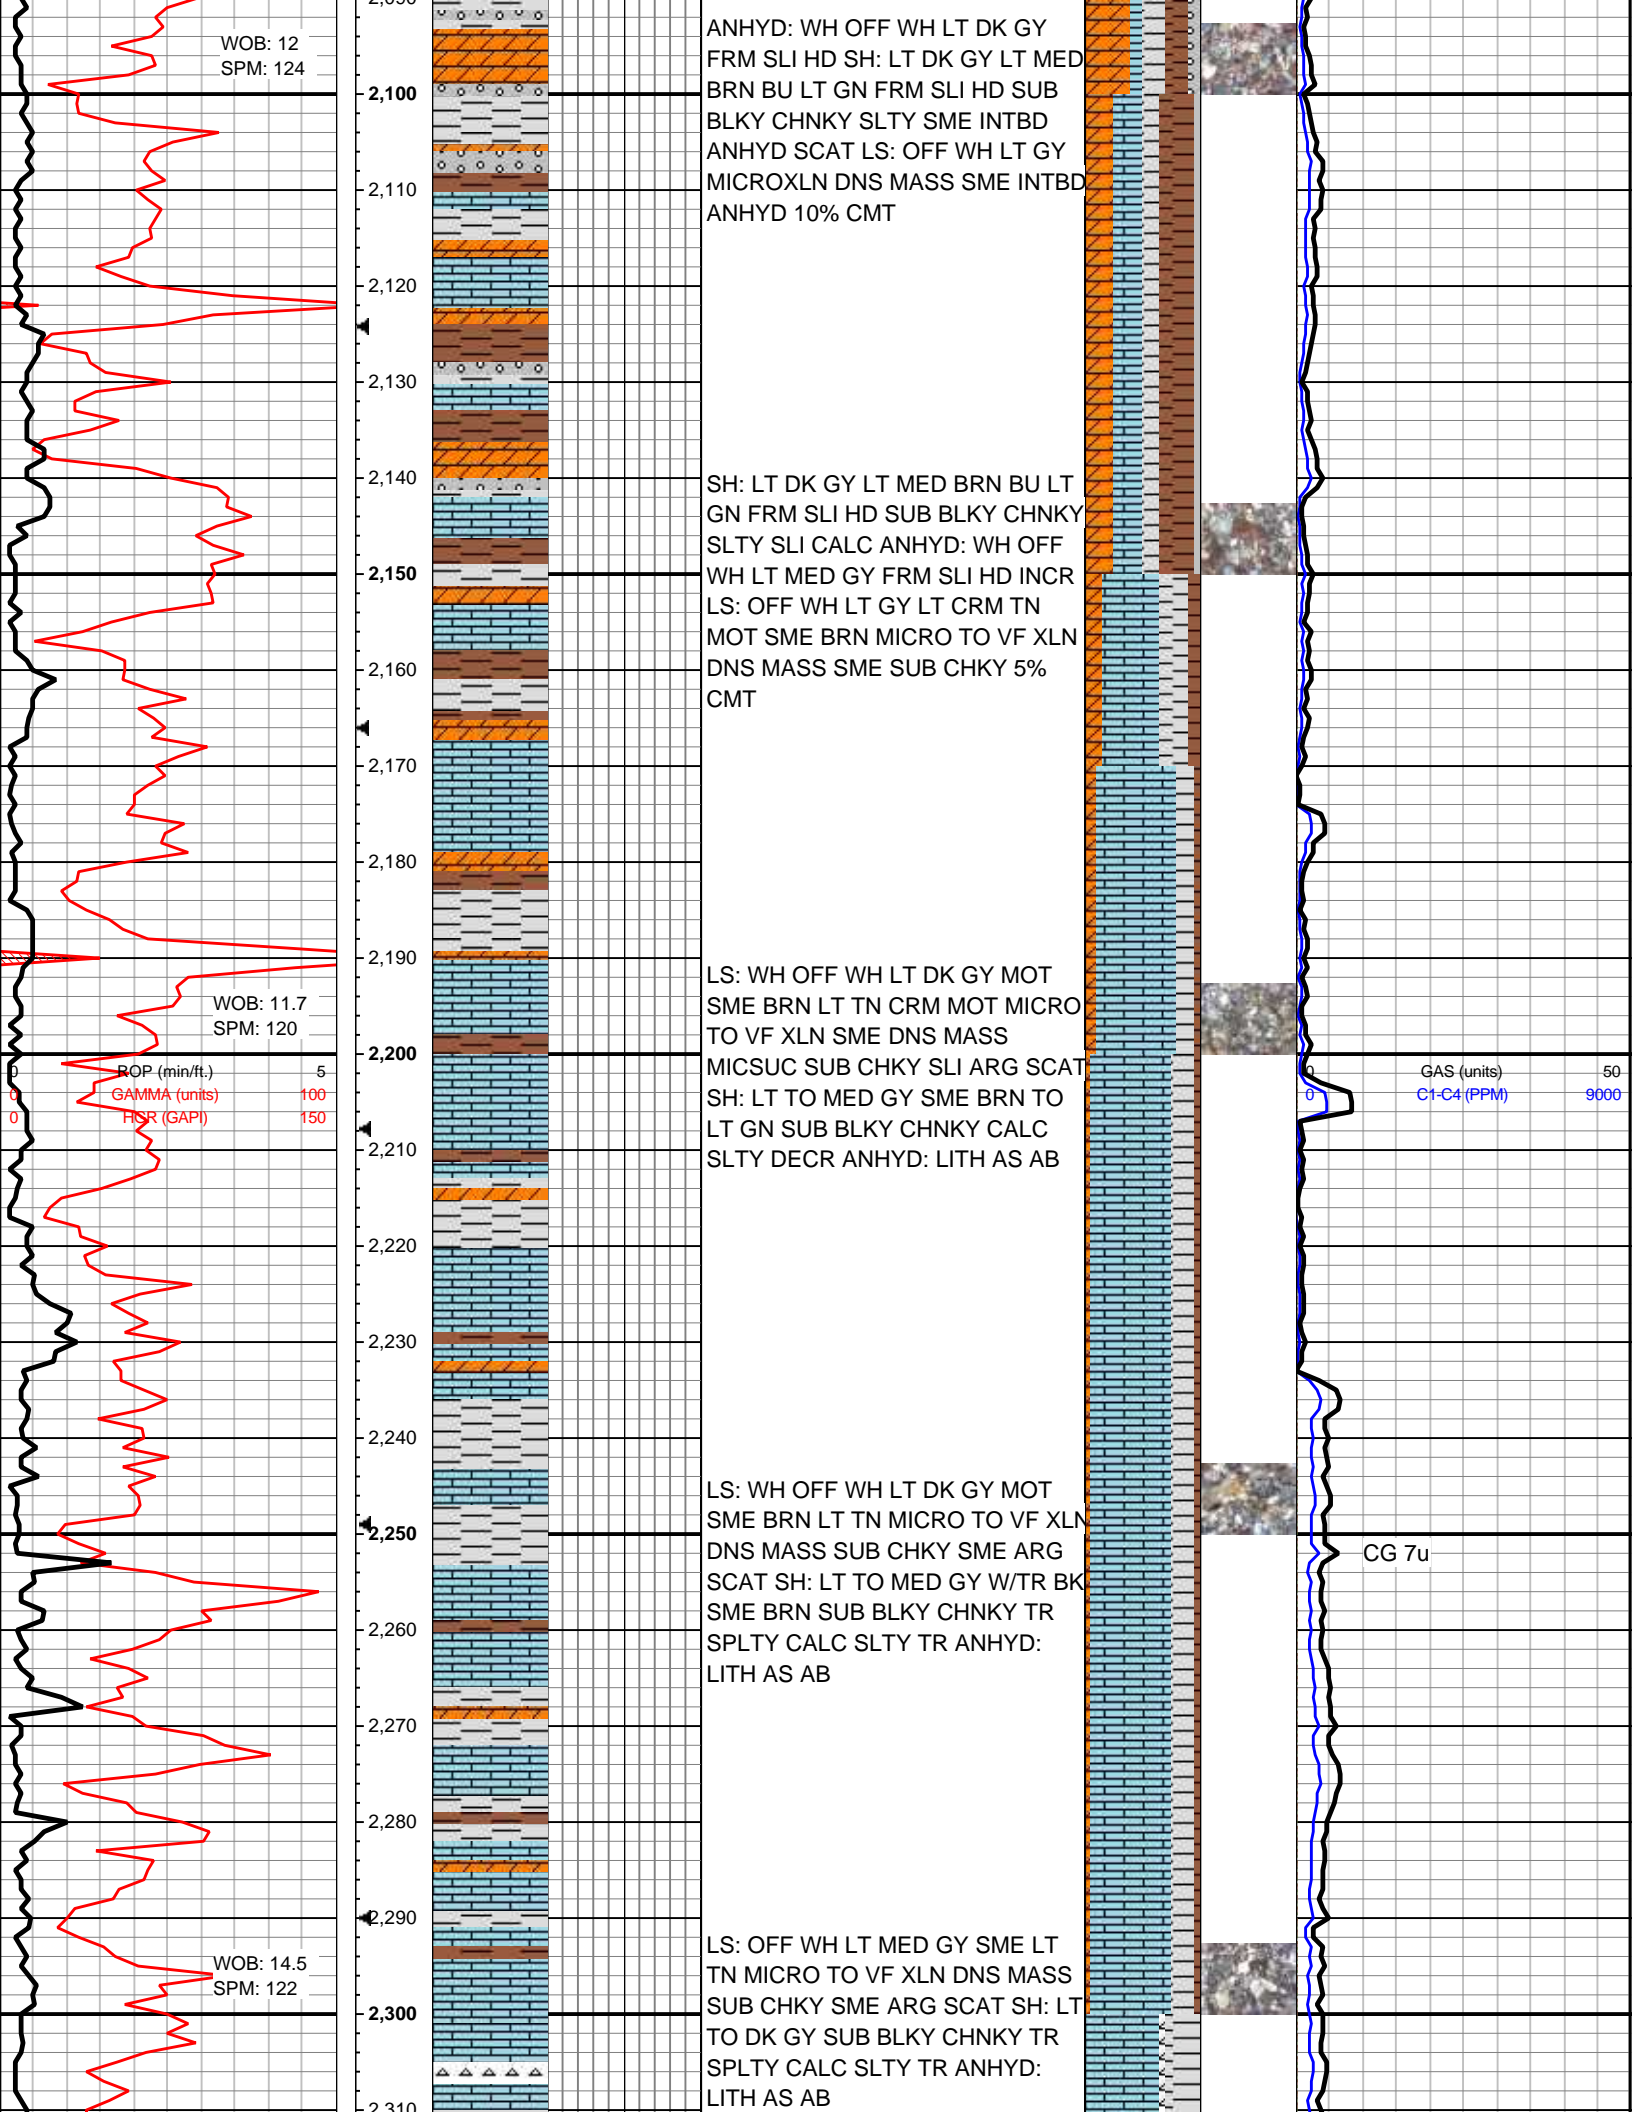 WOB: 12
SPM: 124
2,100
2,110
2,120
2,130
2,140
2,150
2,160
2,170
2,180
2,190
2,200
2,210
2,220
2,230
2,240
2,250
2,260
2,270
2,280
2,290
2,300
2,310
ANHYD: WH OFF WH LT DK GY
FRM SLI HD SH: LT DK GY LT MED
BRN BU LT GN FRM SLI HD SUB
BLKY CHNKY SLTY SME INTBD
ANHYD SCAT LS: OFF WH LT GY
MICROXLN DNS MASS SME INTBD
ANHYD 10% CMT
SH: LT DK GY LT MED BRN BU LT
GN FRM SLI HD SUB BLKY CHNKY
SLTY SLI CALC ANHYD: WH OFF
WH LT MED GY FRM SLI HD INCR
LS: OFF WH LT GY LT CRM TN
MOT SME BRN MICRO TO VF XLN
DNS MASS SME SUB CHKY 5%
CMT
LS: WH OFF WH LT DK GY MOT
SME BRN LT TN CRM MOT MICRO
TO VF XLN SME DNS MASS
MICSUC SUB CHKY SLI ARG SCAT
SH: LT TO MED GY SME BRN TO
LT GN SUB BLKY CHNKY CALC
SLTY DECR ANHYD: LITH AS AB
WOB: 11.7
SPM: 120
0 ROP (min/ft.) 5
0 GAMMA (units) 100
0 HGR (GAPI) 150
0 GAS (units) 50
0 C1-C4 (PPM) 9000
LS: WH OFF WH LT DK GY MOT
SME BRN LT TN MICRO TO VF XLN
DNS MASS SUB CHKY SME ARG
SCAT SH: LT TO MED GY W/TR BK
SME BRN SUB BLKY CHNKY TR
SPLTY CALC SLTY TR ANHYD:
LITH AS AB
CG 7u
WOB: 14.5
SPM: 122
LS: OFF WH LT MED GY SME LT
TN MICRO TO VF XLN DNS MASS
SUB CHKY SME ARG SCAT SH: LT
TO DK GY SUB BLKY CHNKY TR
SPLTY CALC SLTY TR ANHYD:
LITH AS AB